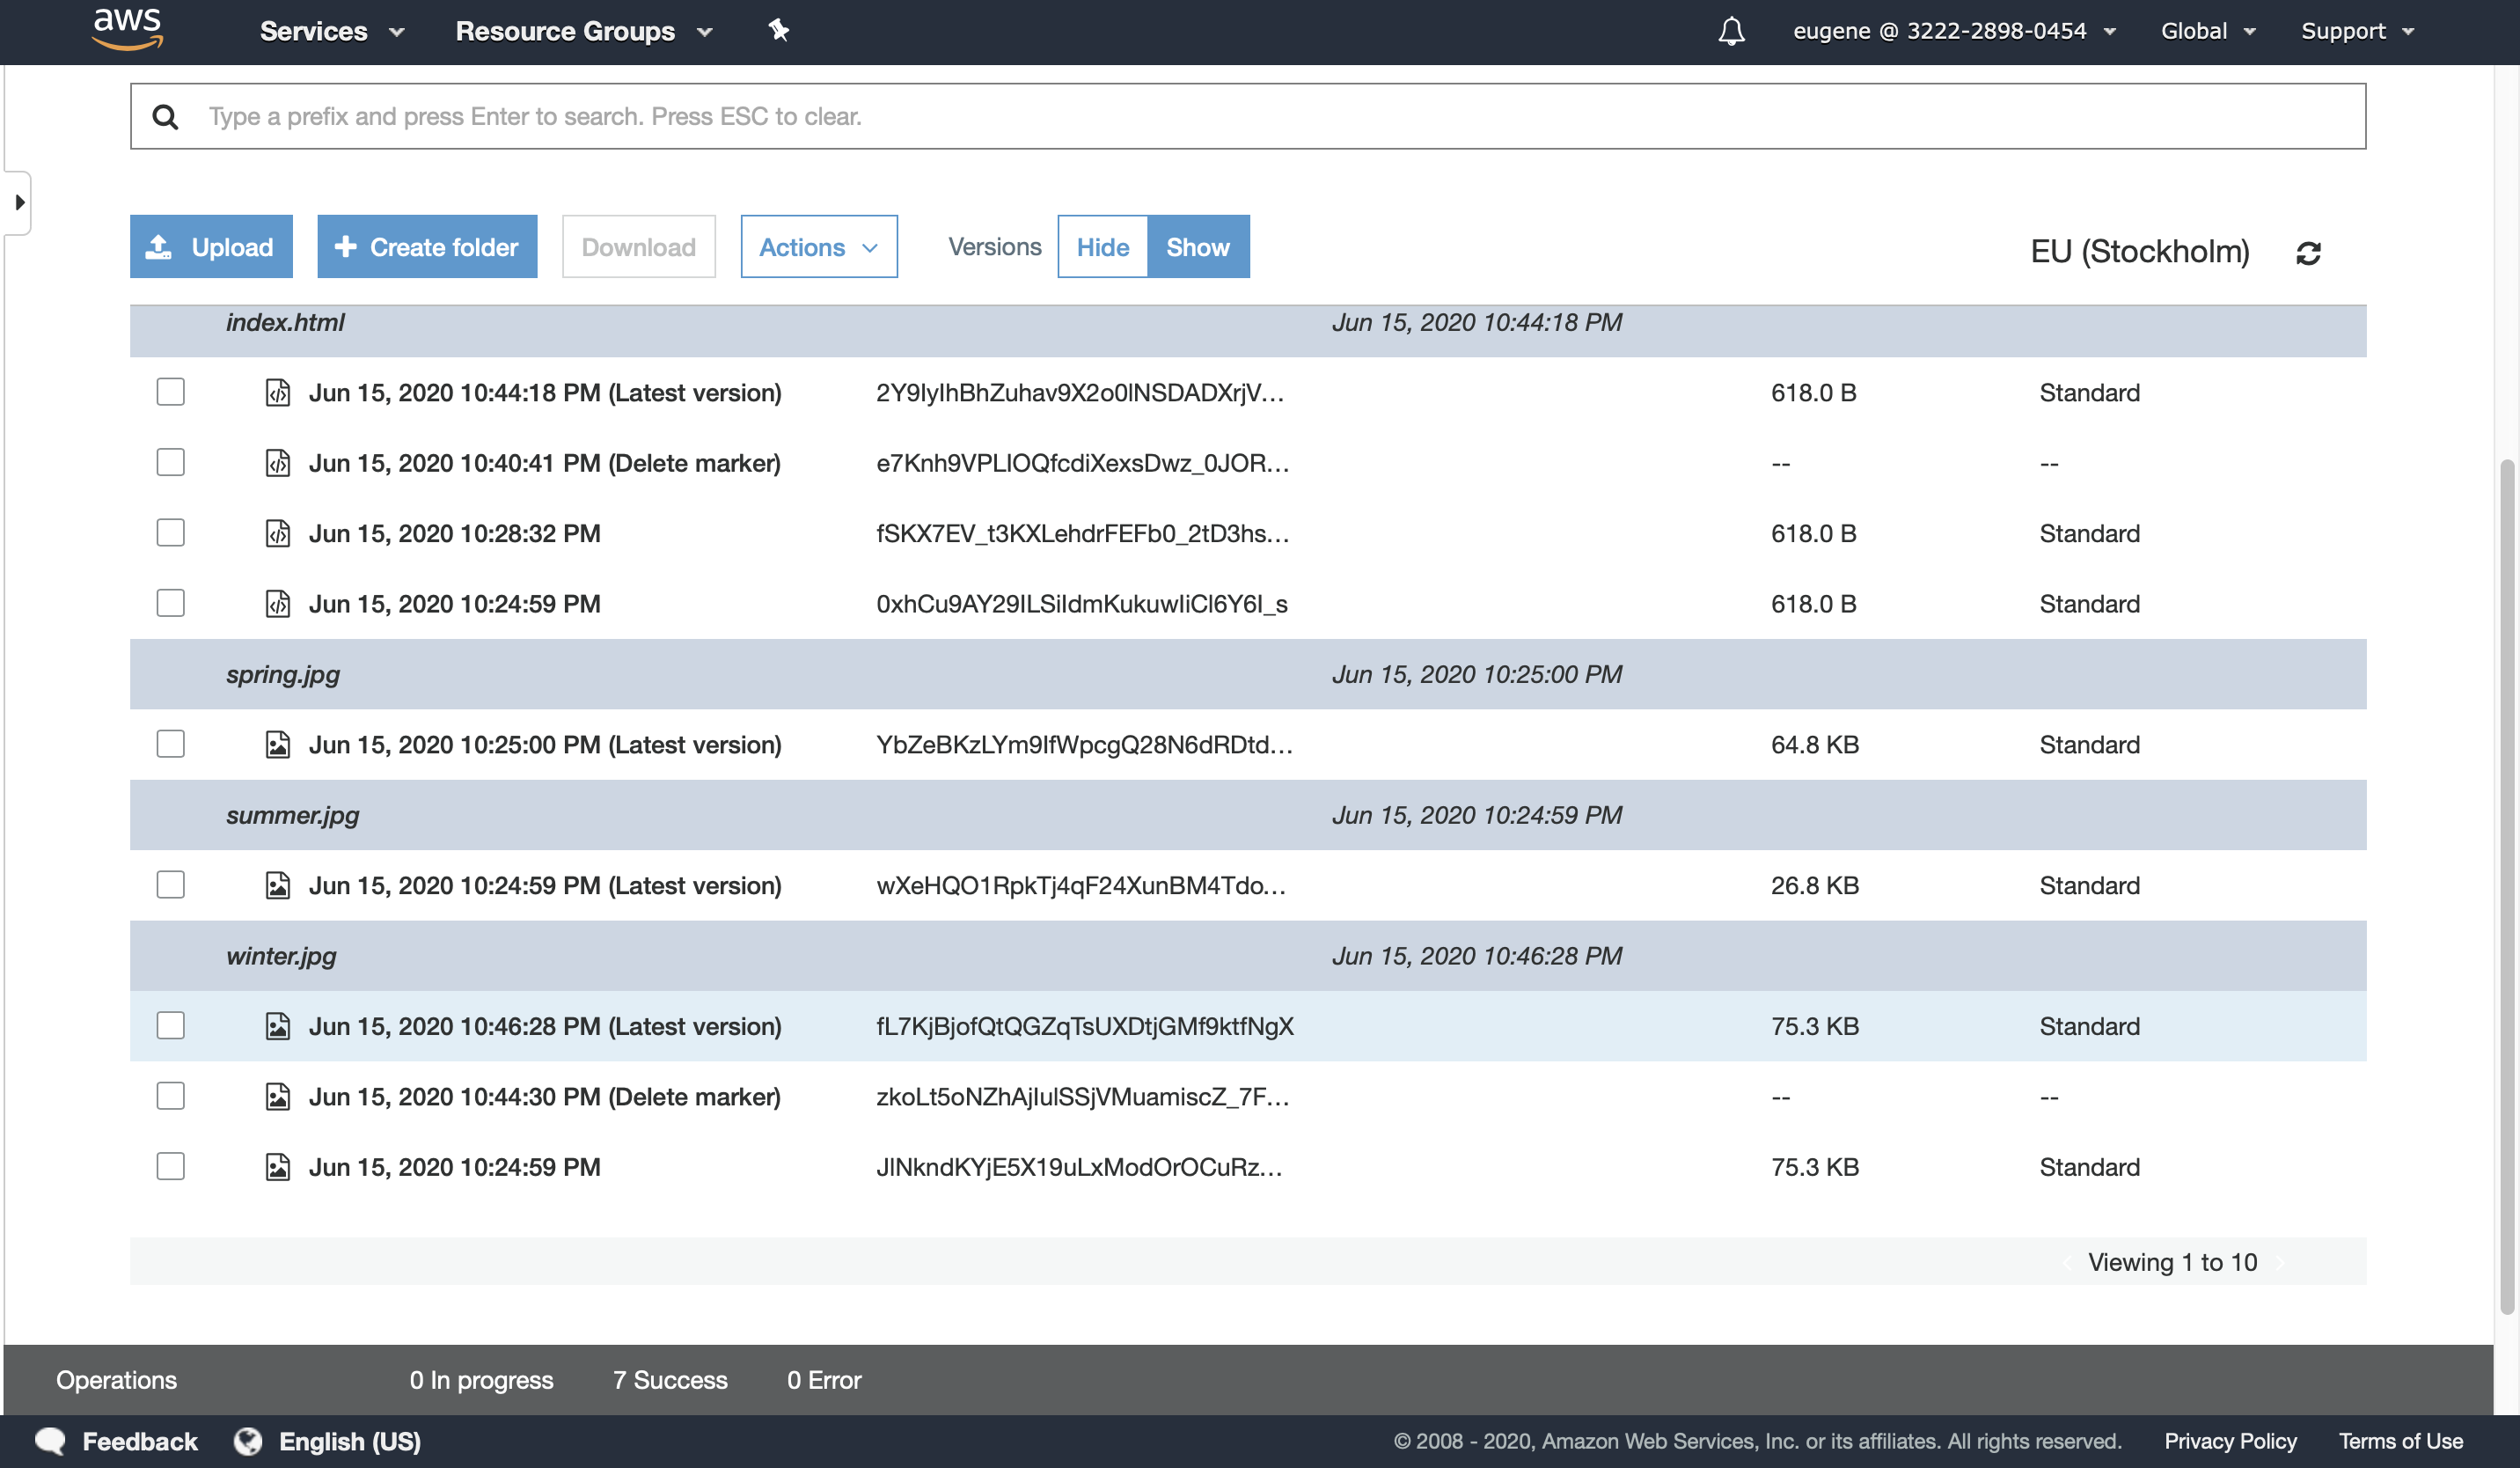 aws Services Resource Groups eugene @ 3222-2898-0454 Global Support
Type a prefix and press Enter to search. Press ESC to clear.
Upload Create folder Download Actions Versions Hide Show EU (Stockholm)
index.html Jun 15, 2020 10:44:18 PM
Jun 15, 2020 10:44:18 PM (Latest version) 2Y9lyIhBhZuhav9X2o0lNSDADXrjV... 618.0 B Standard
Jun 15, 2020 10:40:41 PM (Delete marker) e7Knh9VPLIOQfcdiXexsDwz_0JOR... -- --
Jun 15, 2020 10:28:32 PM fSKX7EV_t3KXLehdrFEFb0_2tD3hs... 618.0 B Standard
Jun 15, 2020 10:24:59 PM 0xhCu9AY29ILSiIdmKukuwIiCl6Y6I_s 618.0 B Standard
spring.jpg Jun 15, 2020 10:25:00 PM
Jun 15, 2020 10:25:00 PM (Latest version) YbZeBKzLYm9IfWpcgQ28N6dRDtd... 64.8 KB Standard
summer.jpg Jun 15, 2020 10:24:59 PM
Jun 15, 2020 10:24:59 PM (Latest version) wXeHQO1RpkTj4qF24XunBM4Tdo... 26.8 KB Standard
winter.jpg Jun 15, 2020 10:46:28 PM
Jun 15, 2020 10:46:28 PM (Latest version) fL7KjBjofQtQGZqTsUXDtjGMf9ktfNgX 75.3 KB Standard
Jun 15, 2020 10:44:30 PM (Delete marker) zkoLt5oNZhAjIulSSjVMuamiscZ_7F... -- --
Jun 15, 2020 10:24:59 PM JlNkndKYjE5X19uLxModOrOCuRz... 75.3 KB Standard
Viewing 1 to 10
Operations 0 In progress 7 Success 0 Error
Feedback English (US) © 2008 - 2020, Amazon Web Services, Inc. or its affiliates. All rights reserved. Privacy Policy Terms of Use